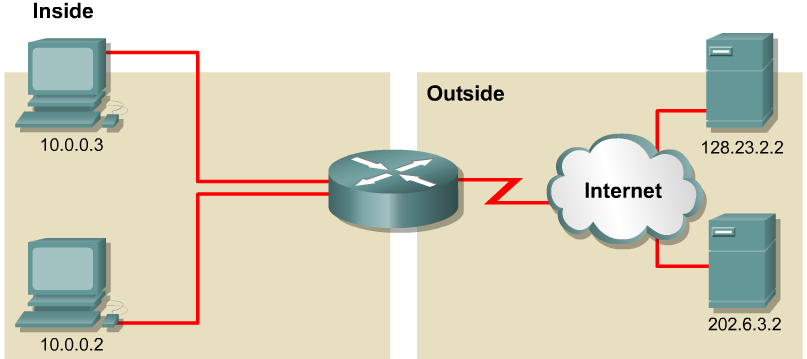 Inside
10.0.0.3
10.0.0.2
Outside
Internet
128.23.2.2
202.6.3.2